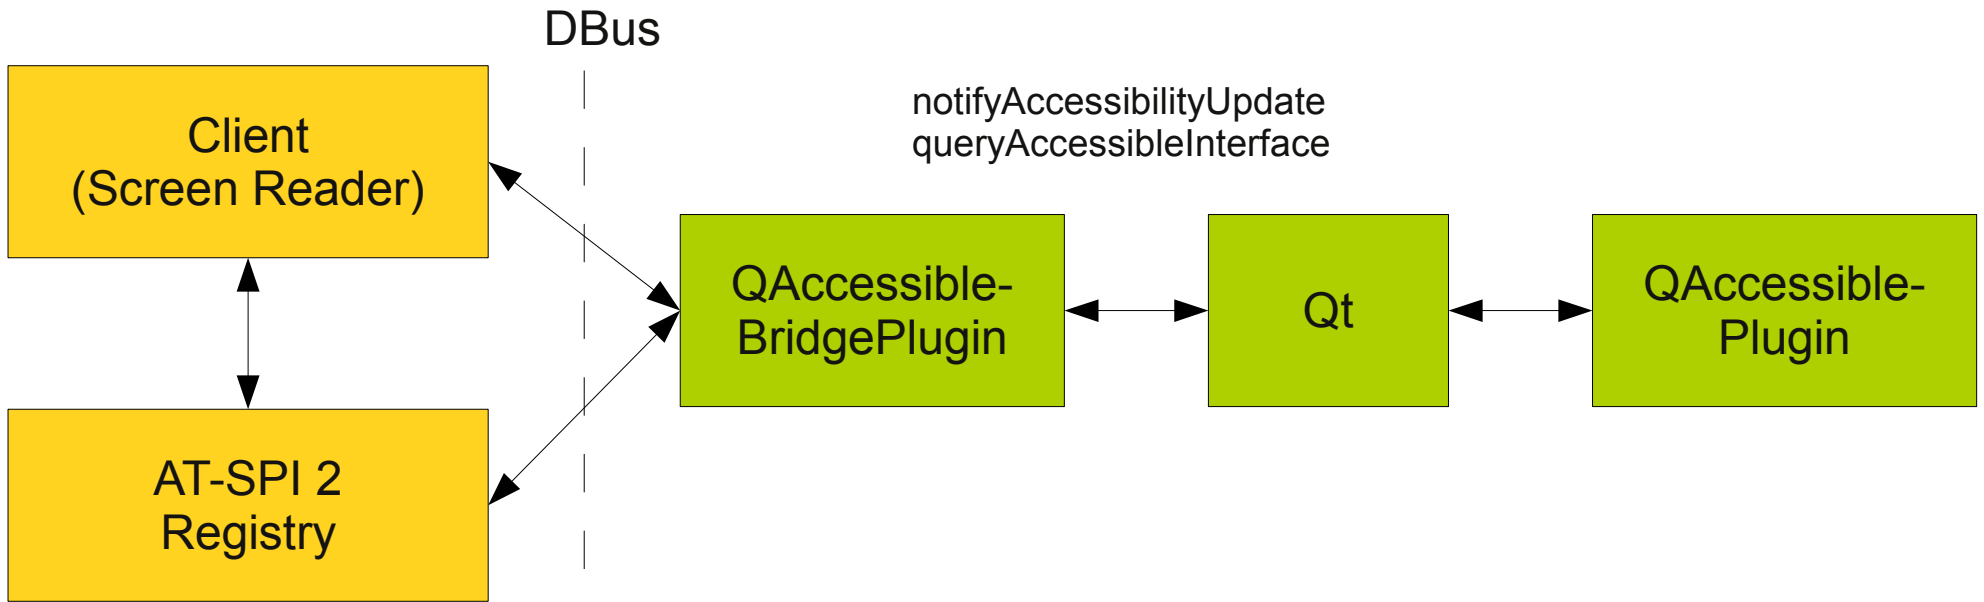 DBus
notifyAccessibilityUpdate
queryAccessibleInterface
Client
(Screen Reader)
QAccessible-
BridgePlugin
Qt
QAccessible-
Plugin
AT-SPI 2
Registry